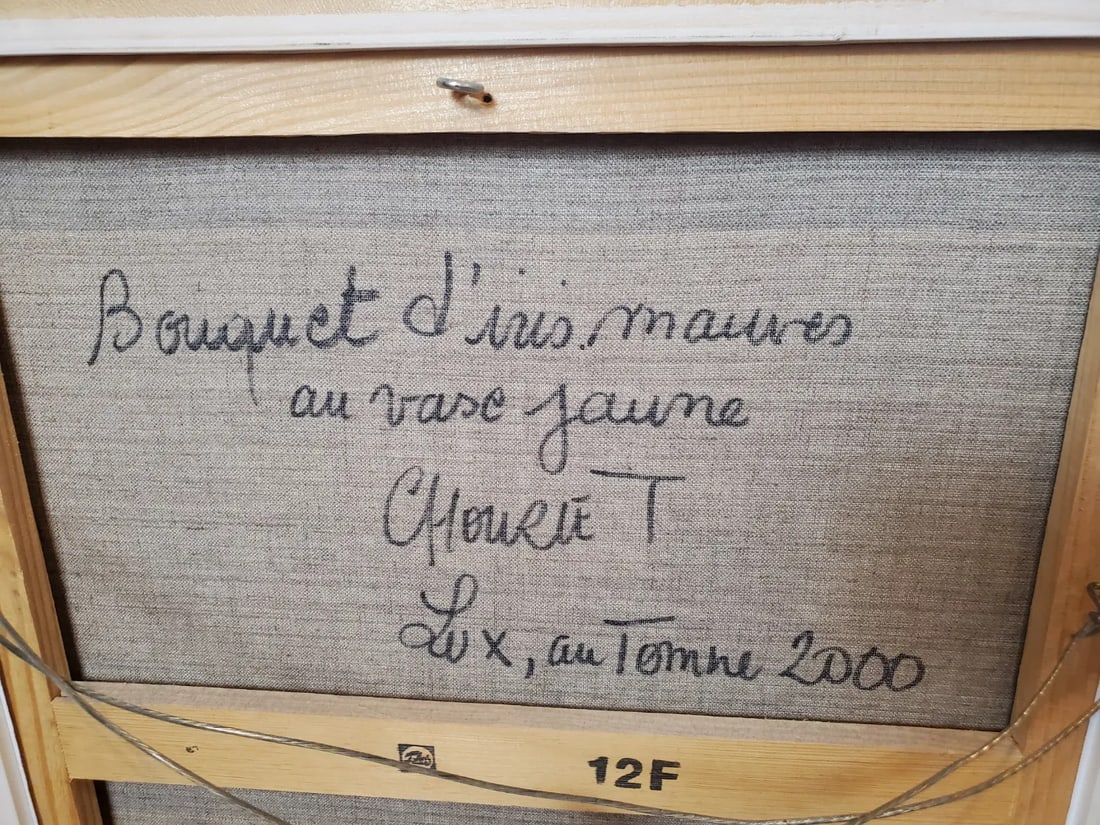 Bouquet d'iris mauves
au vase jaune
T
Lux, automne 2000
12F